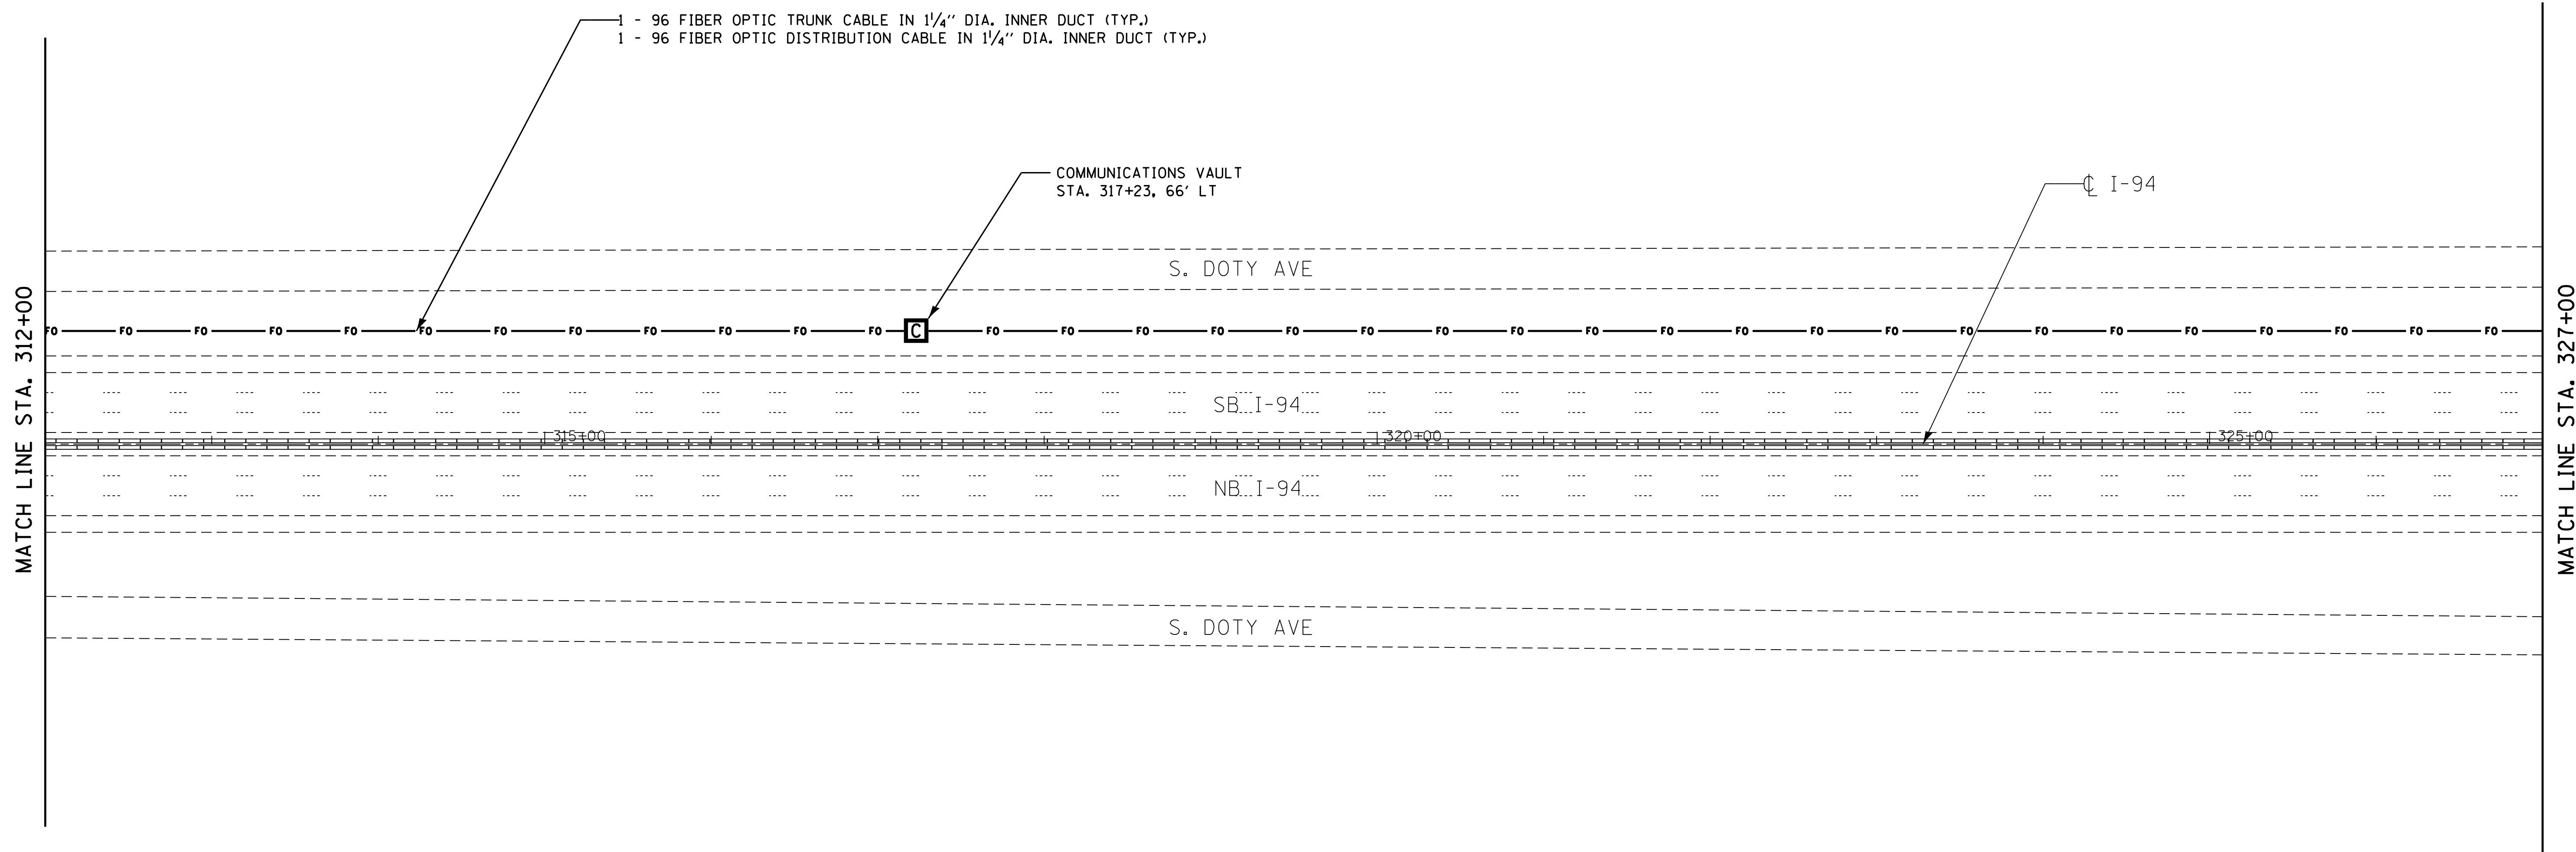 1 - 96 FIBER OPTIC TRUNK CABLE IN 1 1/4" DIA. INNER DUCT (TYP.)
1 - 96 FIBER OPTIC DISTRIBUTION CABLE IN 1 1/4" DIA. INNER DUCT (TYP.)
COMMUNICATIONS VAULT
STA. 317+23, 66' LT
℄ I-94
S. DOTY AVE
FO FO FO FO FO FO FO FO FO FO FO FO C FO FO FO FO FO FO FO FO FO FO FO FO FO FO FO FO FO FO FO FO FO
SB I-94
315+00 320+00 325+00
NB I-94
S. DOTY AVE
MATCH LINE STA. 312+00
MATCH LINE STA. 327+00